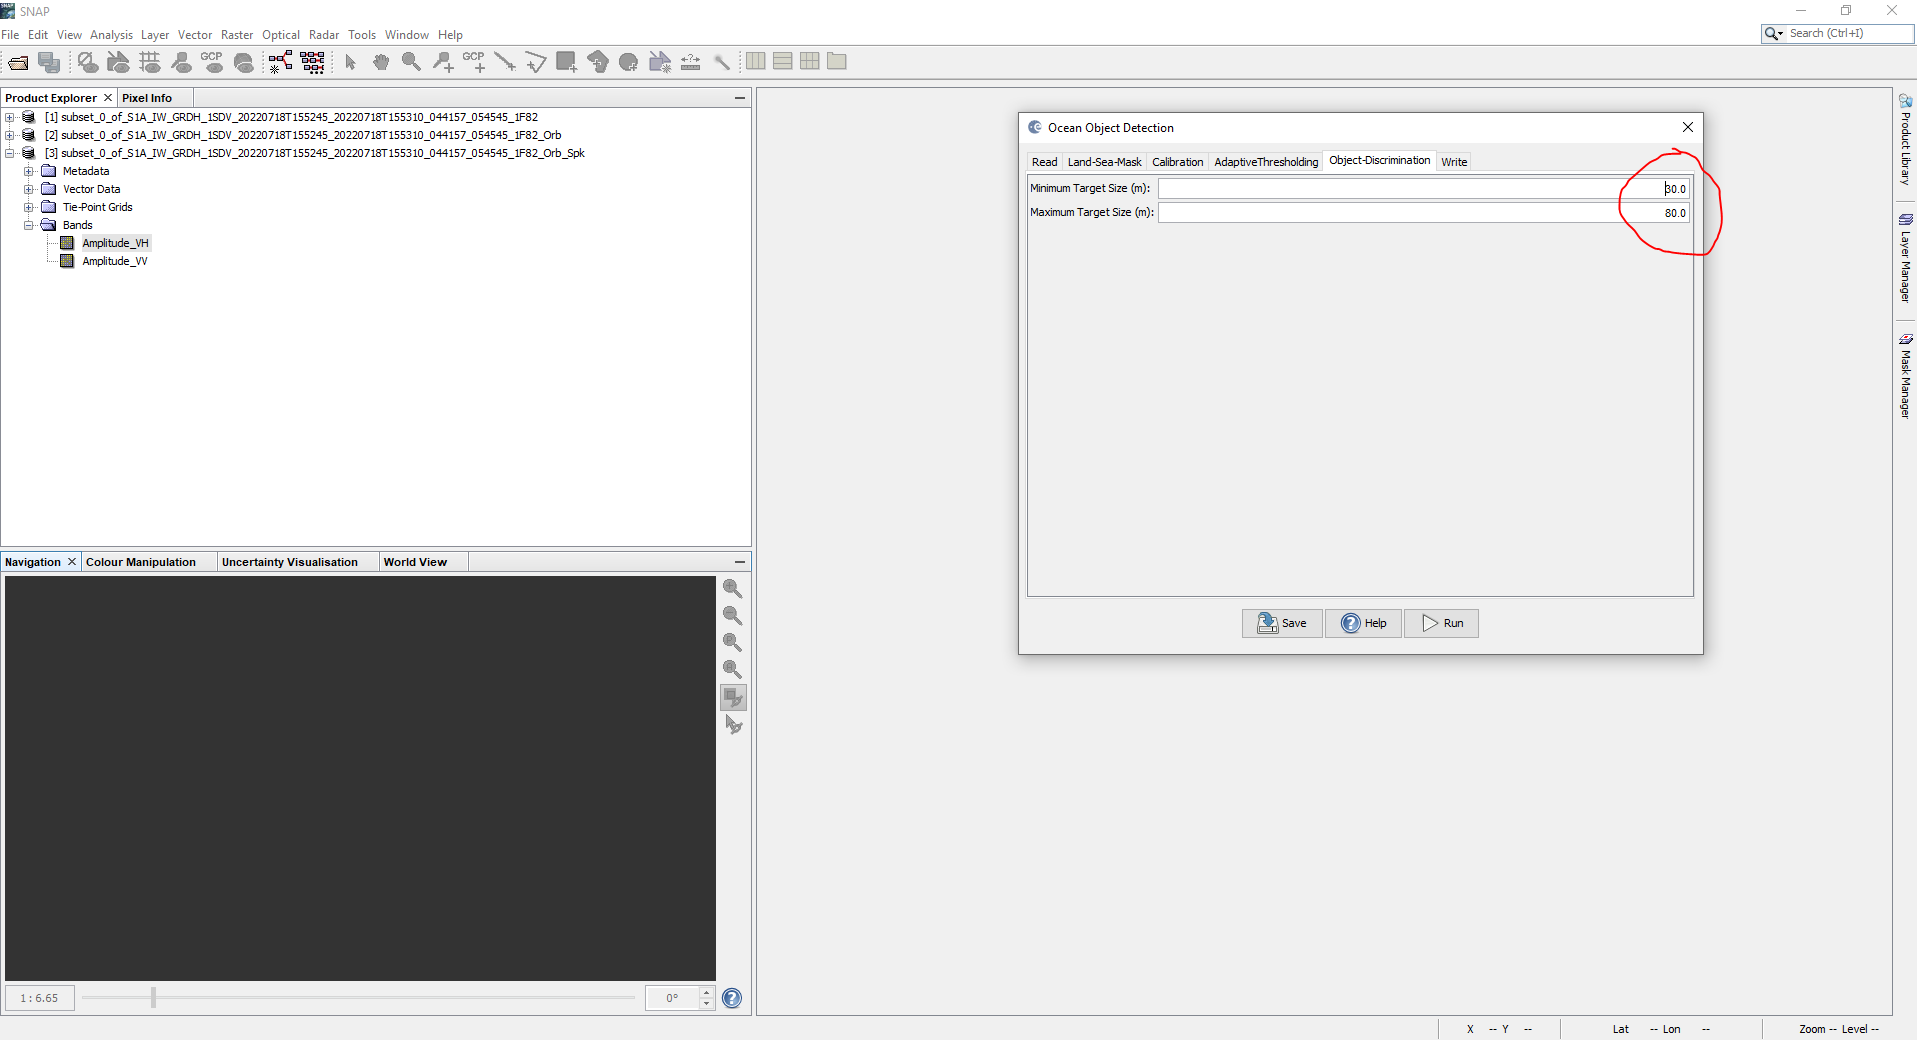 SNAP
File Edit View Analysis Layer Vector Raster Optical Radar Tools Window Help
Search (Ctrl+I)
GCP GCP
Product Explorer Pixel Info
[1] subset_0_of_S1A_IW_GRDH_1SDV_20220718T155245_20220718T155310_044157_054545_1F82
[2] subset_0_of_S1A_IW_GRDH_1SDV_20220718T155245_20220718T155310_044157_054545_1F82_Orb
[3] subset_0_of_S1A_IW_GRDH_1SDV_20220718T155245_20220718T155310_044157_054545_1F82_Orb_Spk
Metadata
Vector Data
Tie-Point Grids
Bands
Amplitude_VH
Amplitude_VV
Ocean Object Detection
Read Land-Sea-Mask Calibration AdaptiveThresholding Object-Discrimination Write
Minimum Target Size (m): 30.0
Maximum Target Size (m): 80.0
Save Help Run
Product Library
Layer Manager
Mask Manager
Navigation Colour Manipulation Uncertainty Visualisation World View
1 : 6.65 0°
X -- Y -- Lat -- Lon -- Zoom -- Level --